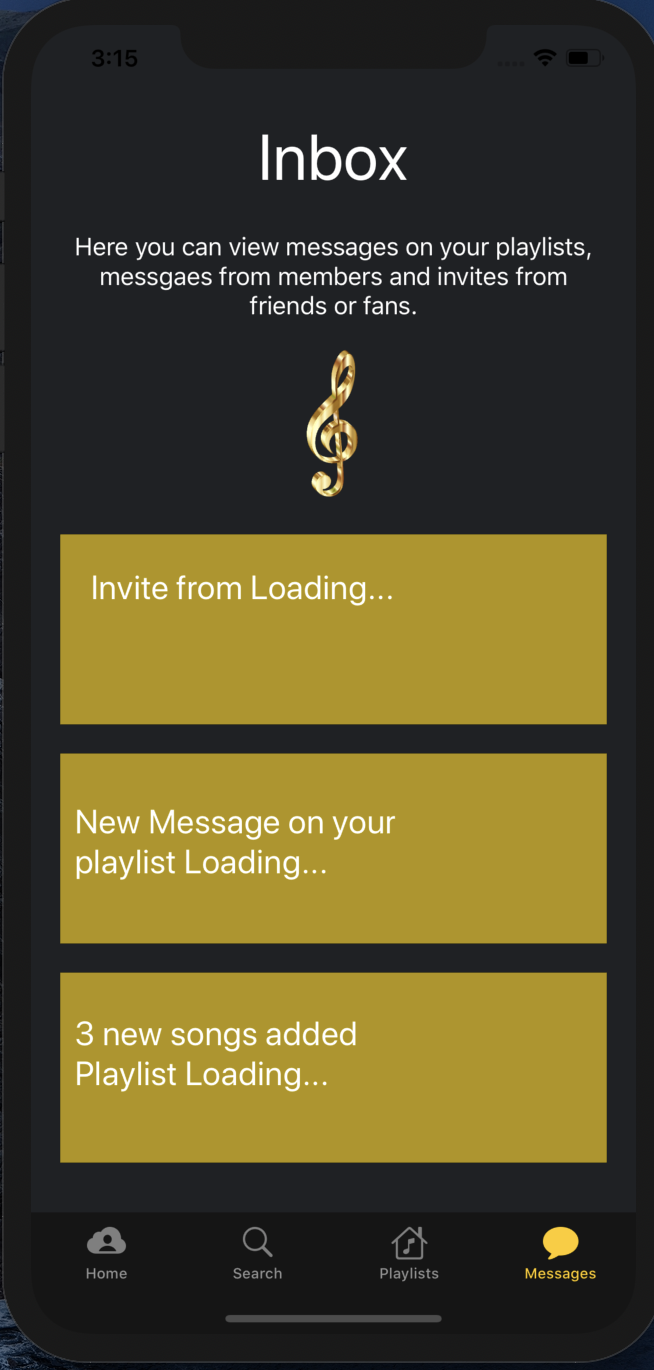 3:15
Inbox
Here you can view messages on your playlists,
messgaes from members and invites from
friends or fans.
Invite from Loading...
New Message on your
playlist Loading...
3 new songs added
Playlist Loading...
Home
Search
Playlists
Messages